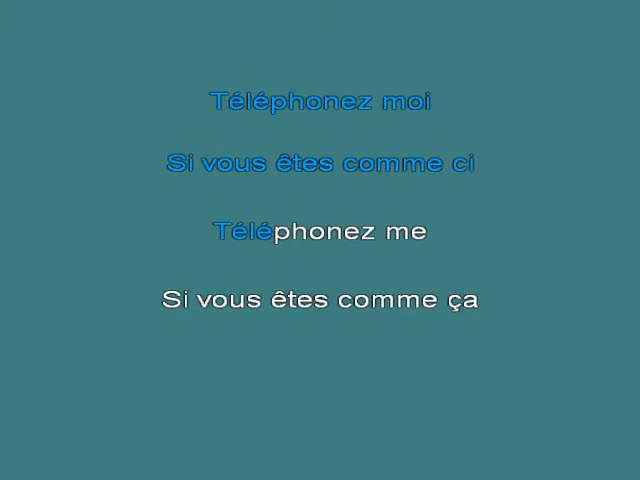 Téléphonez moi
Si vous êtes comme ci
Téléphonez me
Si vous êtes comme ça